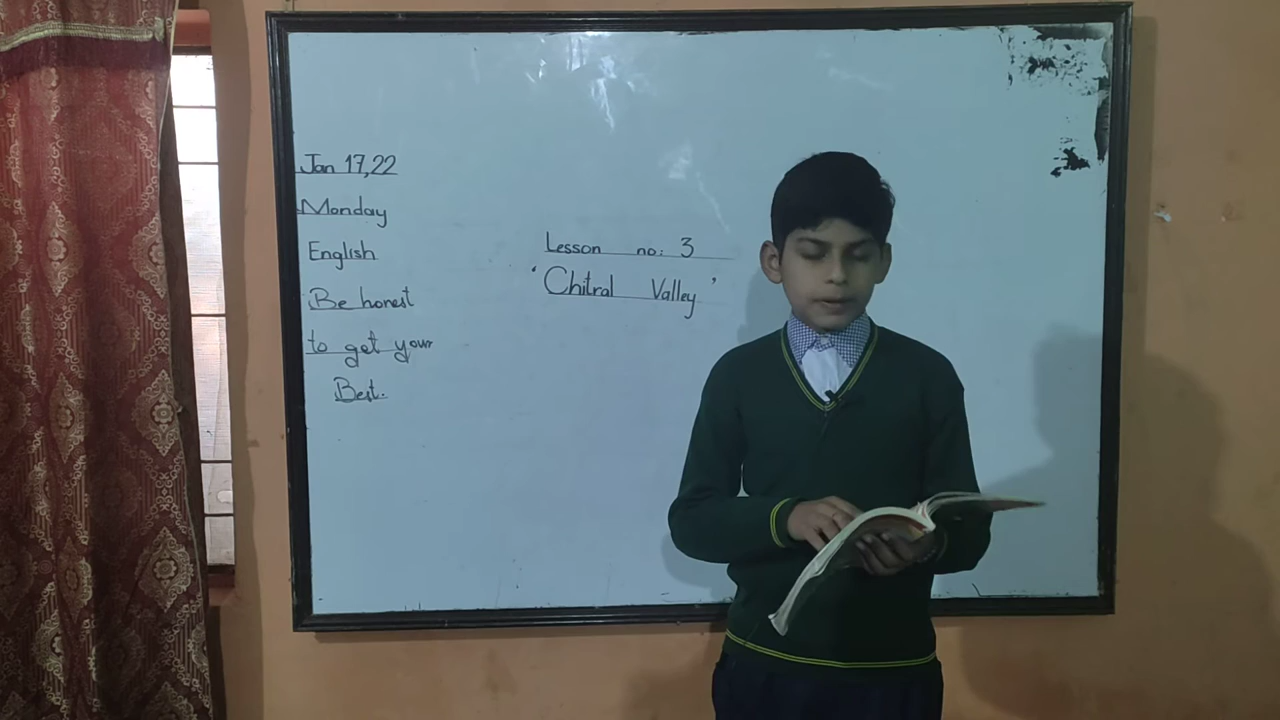 Jan 17,22
Monday
English
Be honest
to get your
Best.
Lesson no: 3
'Chitral Valley'